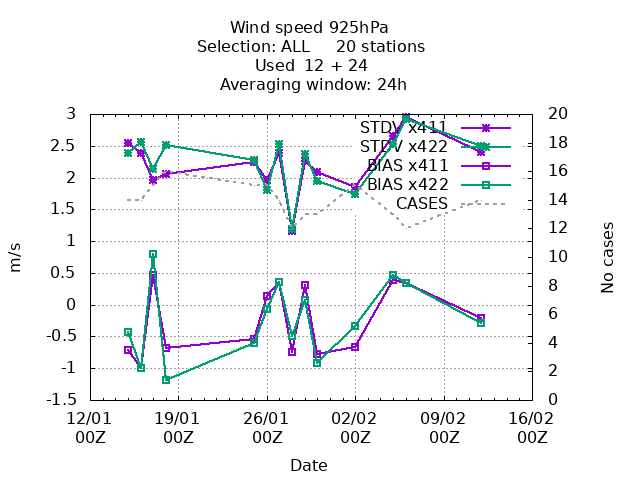 Wind speed 925hPa
Selection: ALL 20 stations
Used 12 + 24
Averaging window: 24h
3
2.5
2
1.5
1
0.5
0
-0.5
-1
-1.5
m/s
20
18
16
14
12
10
8
6
4
2
0
No cases
STDV x411
STDV x422
BIAS x411
BIAS x422
CASES
12/01 19/01 26/01 02/02 09/02 16/02
00Z 00Z 00Z 00Z 00Z 00Z
Date